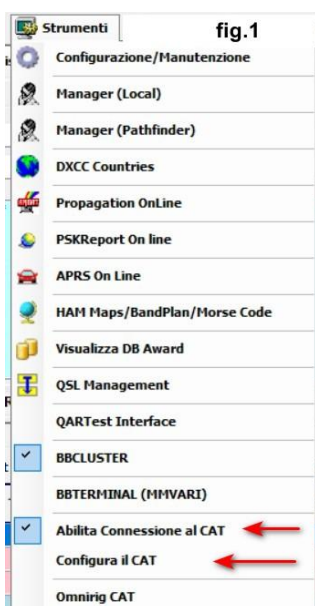 Strumenti
fig.1
Configurazione/Manutenzione
Manager (Local)
Manager (Pathfinder)
DXCC Countries
Propagation OnLine
PSKReport On line
APRS On Line
HAM Maps/BandPlan/Morse Code
Visualizza DB Award
QSL Management
QARTest Interface
BBCLUSTER
BBTERMINAL (MMVARI)
Abilita Connessione al CAT
Configura il CAT
Omnirig CAT